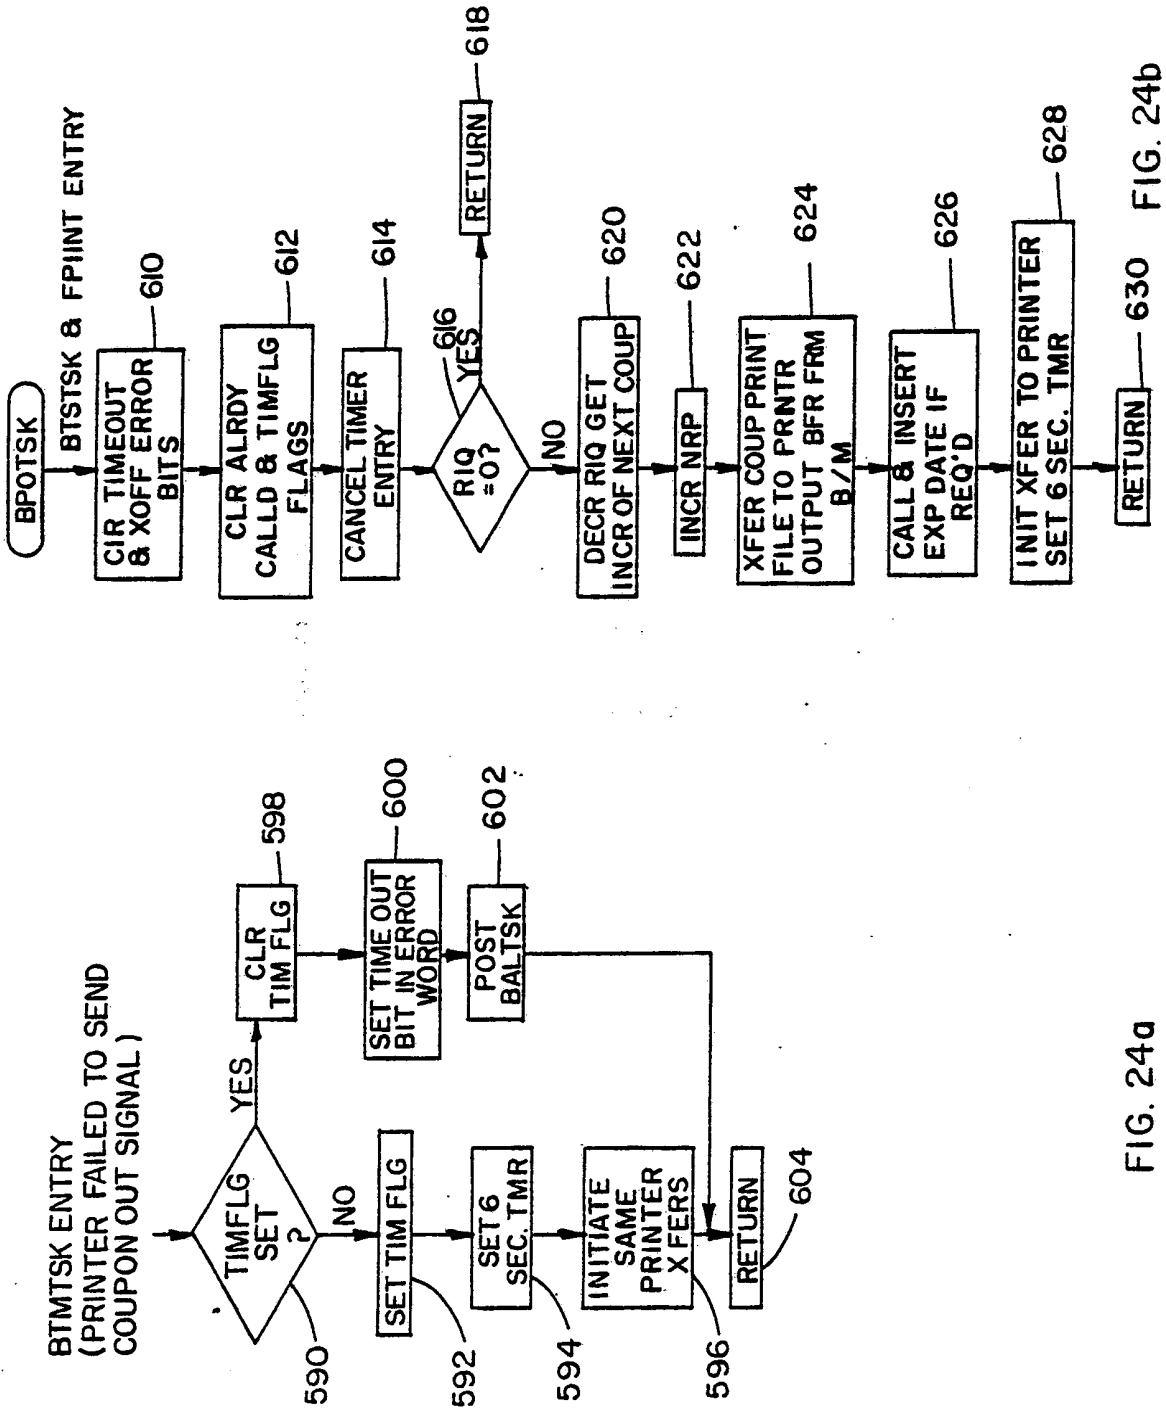 BTMTSK ENTRY
(PRINTER FAILED TO SEND
COUPON OUT SIGNAL)
TIMFLG
SET
?
590
YES
NO
CLR
TIM FLG
598
SET TIME OUT
BIT IN ERROR
WORD
600
POST
BALTSK
602
SET TIM FLG
592
SET 6
SEC. TMR
594
INITIATE
SAME
PRINTER
XFERS
596
RETURN
604
FIG. 24a
BPOTSK
BTSTSK & FPIINT ENTRY
CIR TIMEOUT
& XOFF ERROR
BITS
610
CLR ALRDY
CALLD & TIMFLG
FLAGS
612
CANCEL TIMER
ENTRY
614
RIQ
=0?
616
YES
RETURN
618
NO
DECR RIQ GET
INCR OF NEXT COUP
620
INCR NRP
622
XFER COUP PRINT
FILE TO PRNTR
OUTPUT BFR FRM
B/M
624
CALL & INSERT
EXP DATE IF
REQ'D
626
INIT XFER TO PRINTER
SET 6 SEC. TMR
628
RETURN
630
FIG. 24b